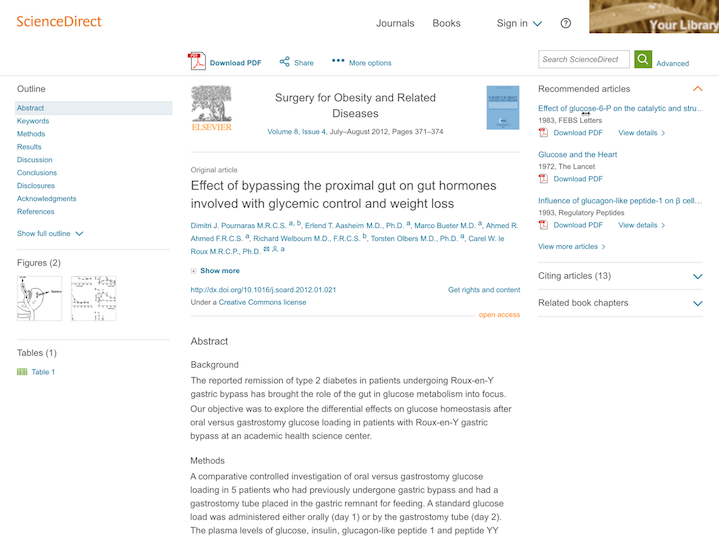 ScienceDirect
Journals
Books
Sign in
Your Library
Download PDF
Share
More options
Search ScienceDirect
Advanced
Outline
Abstract
Keywords
Methods
Results
Discussion
Conclusions
Disclosures
Acknowledgments
References
Show full outline
Figures (2)
Tables (1)
Table 1
ELSEVIER
Surgery for Obesity and Related
Diseases
Volume 8, Issue 4, July–August 2012, Pages 371–374
Original article
Effect of bypassing the proximal gut on gut hormones
involved with glycemic control and weight loss
Dimitri J. Pournaras M.R.C.S. a, b, Erlend T. Aasheim M.D., Ph.D. a, Marco Bueter M.D. a, Ahmed R.
Ahmed F.R.C.S. a, Richard Welbourn M.D., F.R.C.S. b, Torsten Olbers M.D., Ph.D. a, Carel W. le
Roux M.R.C.P., Ph.D. a
Show more
http://dx.doi.org/10.1016/j.soard.2012.01.021
Get rights and content
Under a Creative Commons license
open access
Abstract
Background
The reported remission of type 2 diabetes in patients undergoing Roux-en-Y
gastric bypass has brought the role of the gut in glucose metabolism into focus.
Our objective was to explore the differential effects on glucose homeostasis after
oral versus gastrostomy glucose loading in patients with Roux-en-Y gastric
bypass at an academic health science center.
Methods
A comparative controlled investigation of oral versus gastrostomy glucose
loading in 5 patients who had previously undergone gastric bypass and had a
gastrostomy tube placed in the gastric remnant for feeding. A standard glucose
load was administered either orally (day 1) or by the gastrostomy tube (day 2).
The plasma levels of glucose, insulin, glucagon-like peptide 1 and peptide YY
Recommended articles
Effect of glucose-6-P on the catalytic and stru…
1983, FEBS Letters
Download PDF
View details
Glucose and the Heart
1972, The Lancet
Download PDF
Influence of glucagon-like peptide-1 on β cell…
1993, Regulatory Peptides
Download PDF
View details
View more articles
Citing articles (13)
Related book chapters